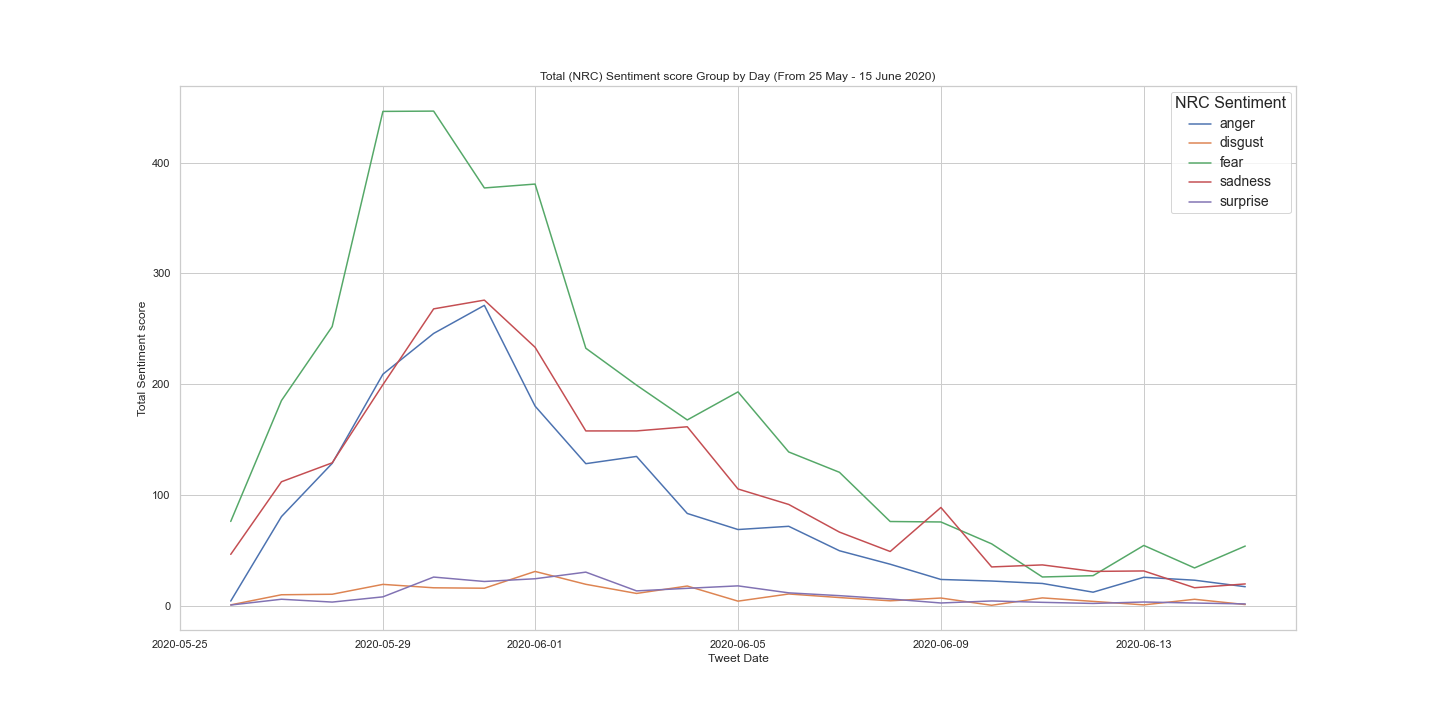 Total (NRC) Sentiment score Group by Day (From 25 May - 15 June 2020)
NRC Sentiment
anger
disgust
fear
sadness
surprise
Total Sentiment score
400
300
200
100
0
2020-05-25
2020-05-29
2020-06-01
2020-06-05
2020-06-09
2020-06-13
Tweet Date